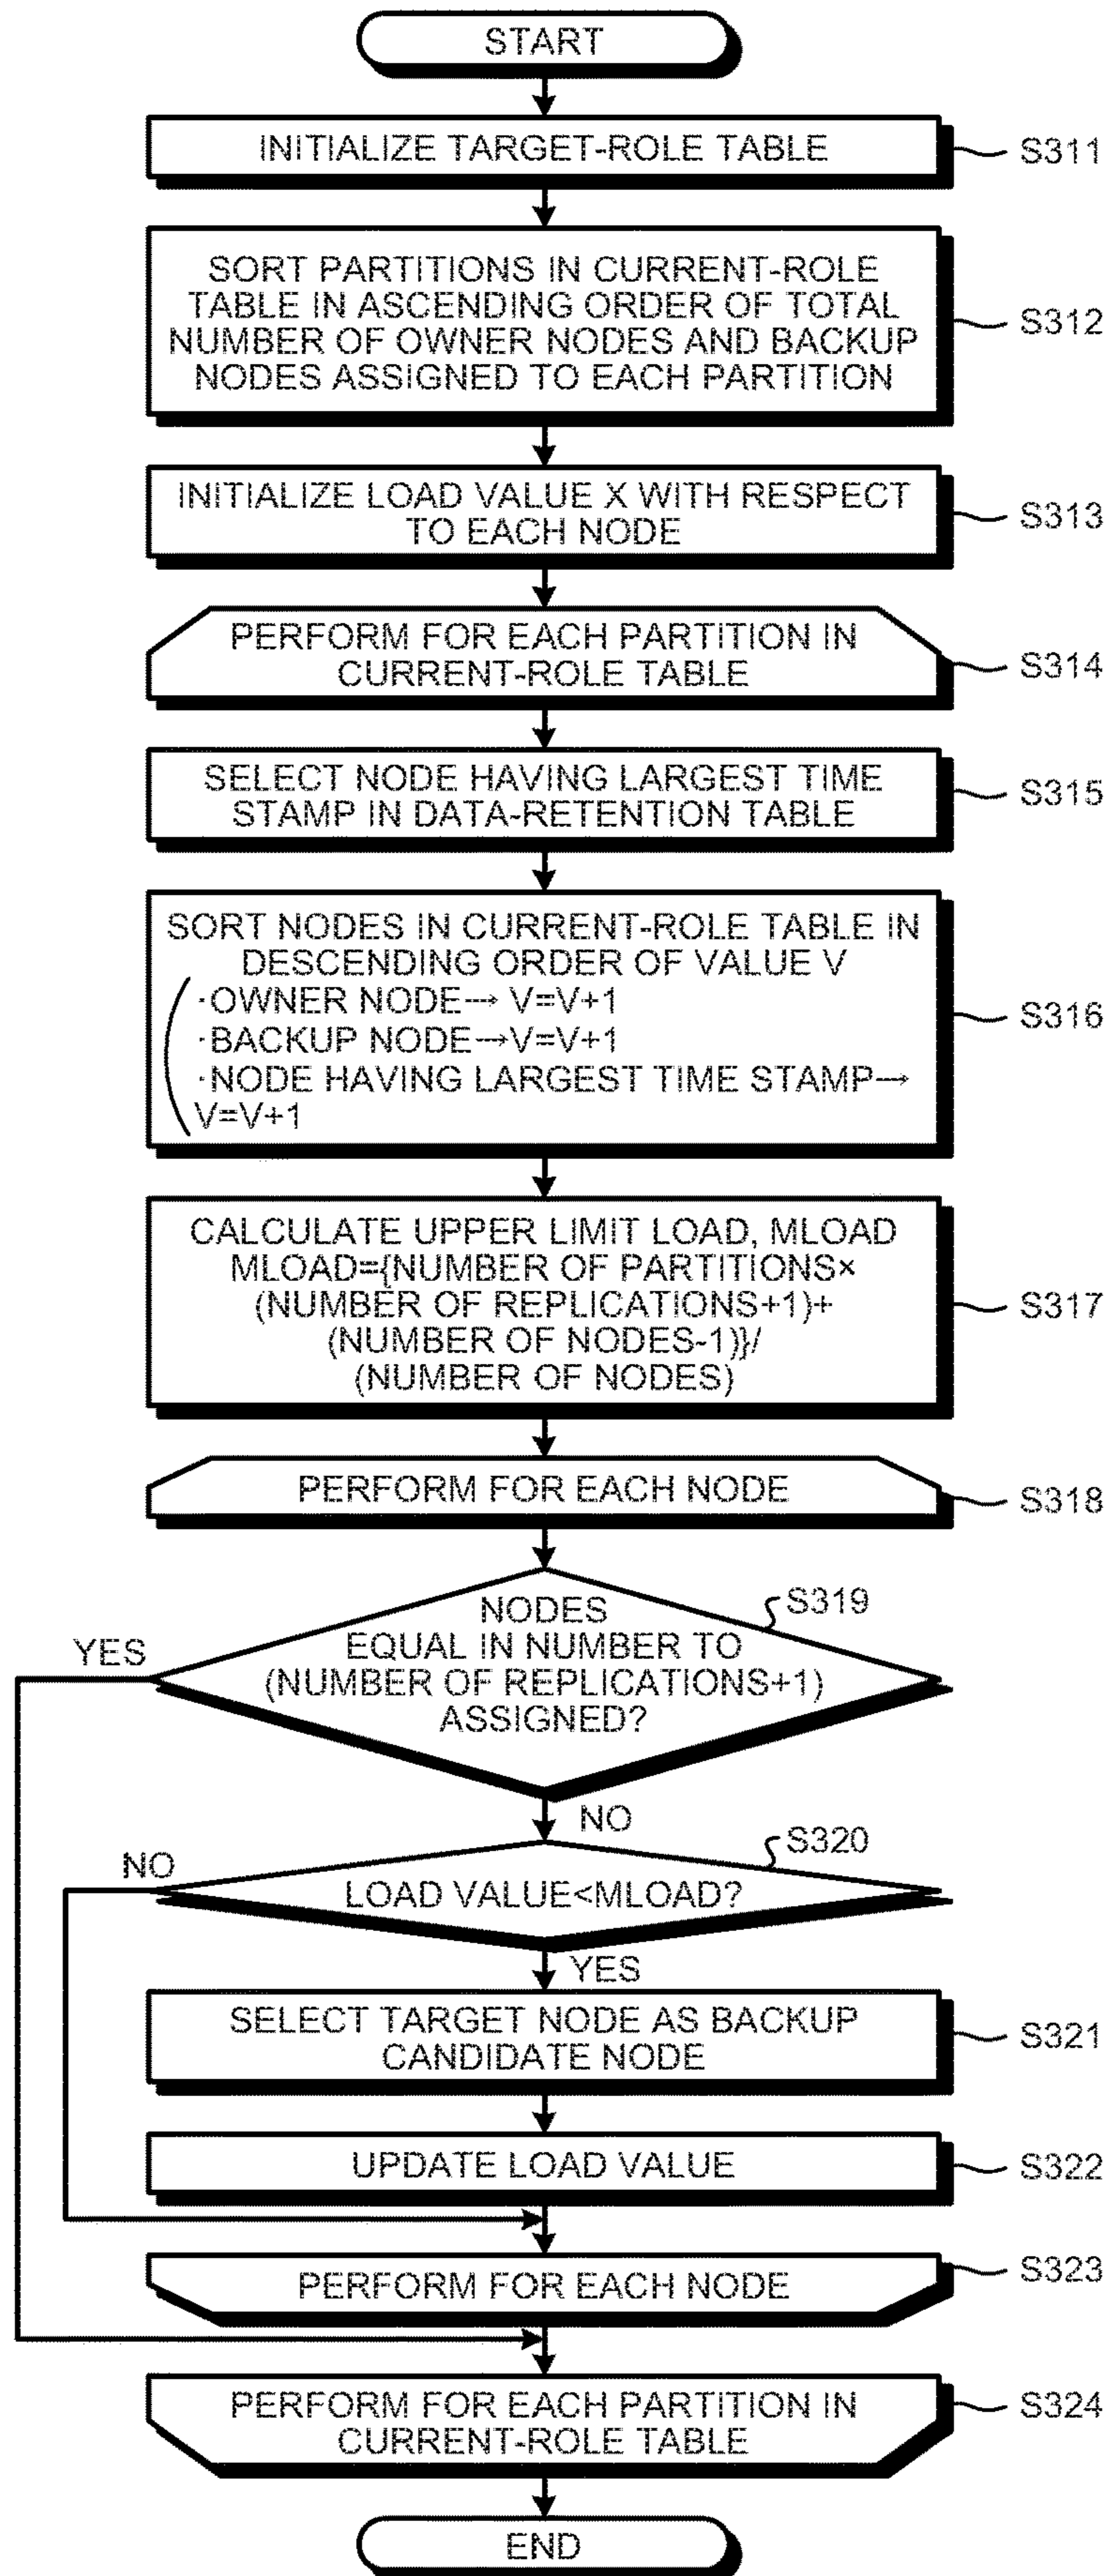 START
INITIALIZE TARGET-ROLE TABLE
S311
SORT PARTITIONS IN CURRENT-ROLE
TABLE IN ASCENDING ORDER OF TOTAL
NUMBER OF OWNER NODES AND BACKUP
NODES ASSIGNED TO EACH PARTITION
S312
INITIALIZE LOAD VALUE X WITH RESPECT
TO EACH NODE
S313
PERFORM FOR EACH PARTITION IN
CURRENT-ROLE TABLE
S314
SELECT NODE HAVING LARGEST TIME
STAMP IN DATA-RETENTION TABLE
S315
SORT NODES IN CURRENT-ROLE TABLE IN
DESCENDING ORDER OF VALUE V
·OWNER NODE→ V=V+1
·BACKUP NODE→V=V+1
·NODE HAVING LARGEST TIME STAMP→
V=V+1
S316
CALCULATE UPPER LIMIT LOAD, MLOAD
MLOAD={NUMBER OF PARTITIONS×
(NUMBER OF REPLICATIONS+1)+
(NUMBER OF NODES-1)}/
(NUMBER OF NODES)
S317
PERFORM FOR EACH NODE
S318
S319
NODES
EQUAL IN NUMBER TO
(NUMBER OF REPLICATIONS+1)
ASSIGNED?
YES
NO
S320
LOAD VALUE<MLOAD?
NO
YES
SELECT TARGET NODE AS BACKUP
CANDIDATE NODE
S321
UPDATE LOAD VALUE
S322
PERFORM FOR EACH NODE
S323
PERFORM FOR EACH PARTITION IN
CURRENT-ROLE TABLE
S324
END